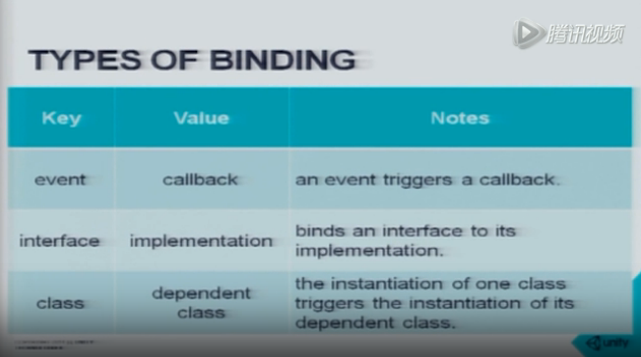 腾讯视频
TYPES OF BINDING
Key Value Notes
event callback an event triggers a callback.
interface implementation binds an interface to its
implementation.
class dependent
class the instantiation of one class
triggers the instantiation of its
dependent class.
unity